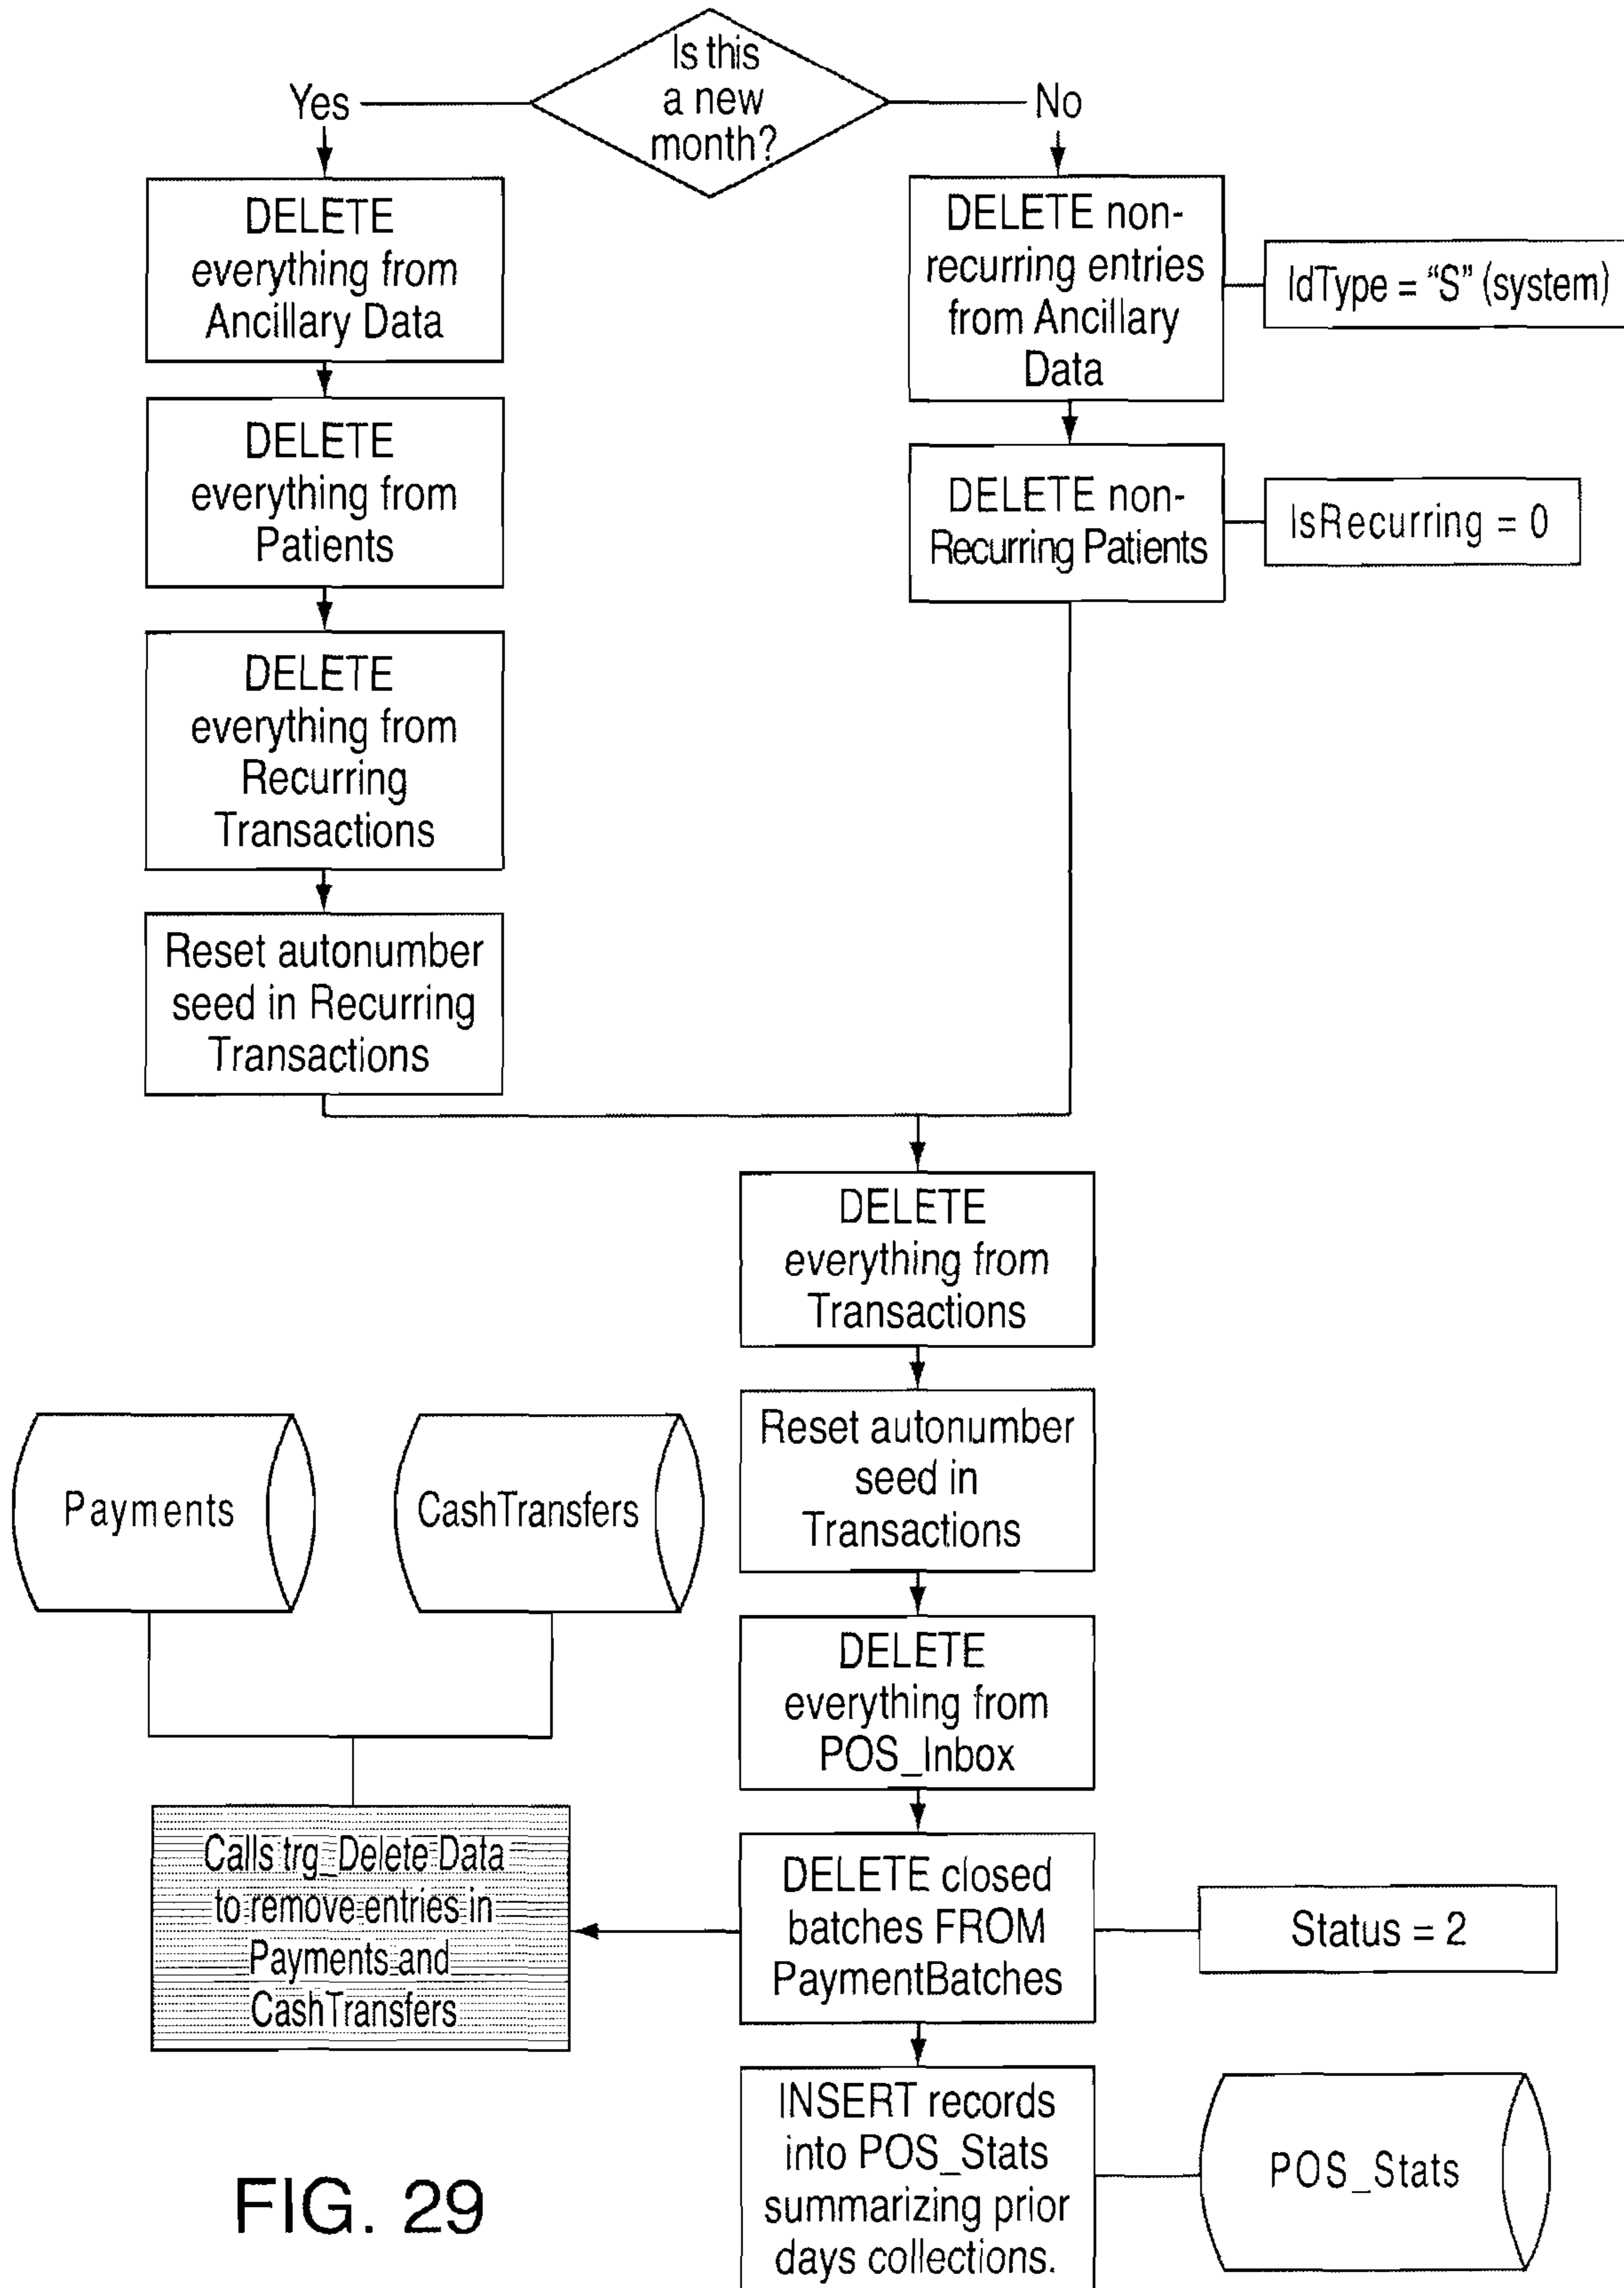 Is this
a new
month?
Yes
No
DELETE
everything from
Ancillary Data
DELETE non-
recurring entries
from Ancillary
Data
IdType = “S” (system)
DELETE
everything from
Patients
DELETE non-
Recurring Patients
IsRecurring = 0
DELETE
everything from
Recurring
Transactions
Reset autonumber
seed in Recurring
Transactions
DELETE
everything from
Transactions
Reset autonumber
seed in
Transactions
Payments
CashTransfers
DELETE
everything from
POS_Inbox
Calls trg_Delete Data
to remove entries in
Payments and
CashTransfers
DELETE closed
batches FROM
PaymentBatches
Status = 2
INSERT records
into POS_Stats
summarizing prior
days collections.
POS_Stats
FIG. 29